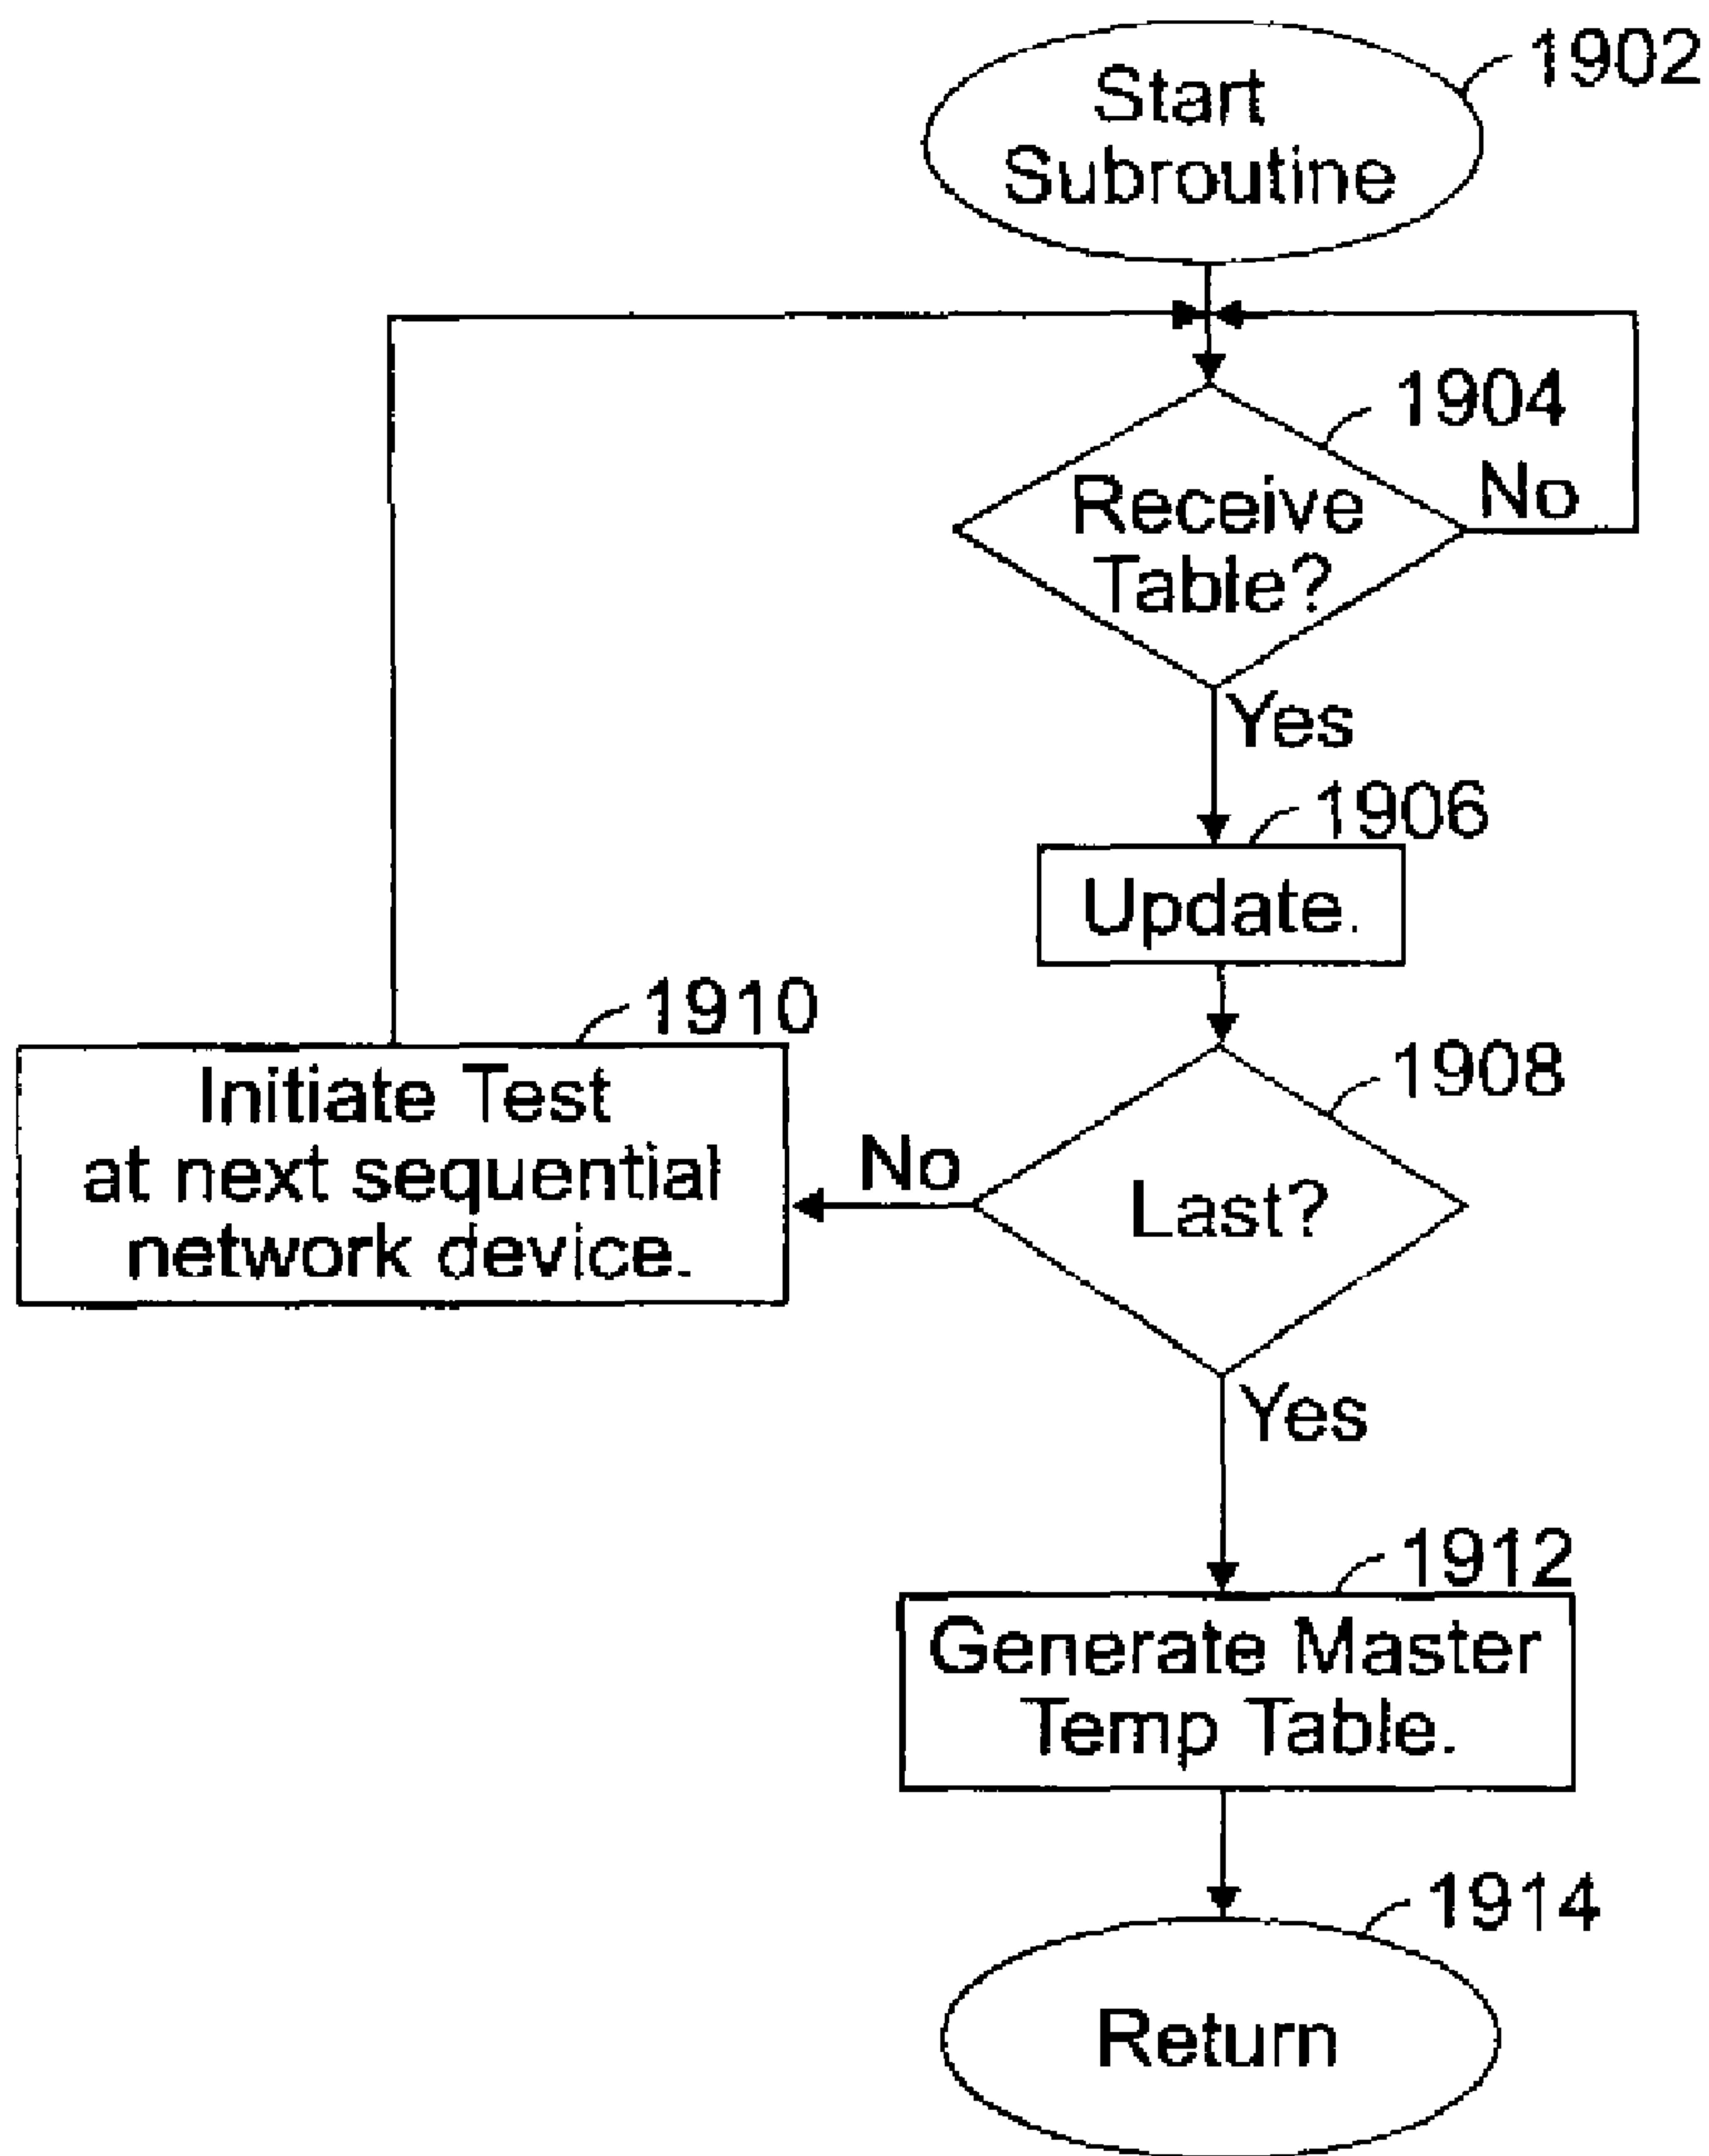 1902
Start
Subroutine
1904
Receive
Table?
No
Yes
1906
Update.
1910
Initiate Test
at next sequential
network device.
1908
Last?
No
Yes
1912
Generate Master
Temp Table.
1914
Return